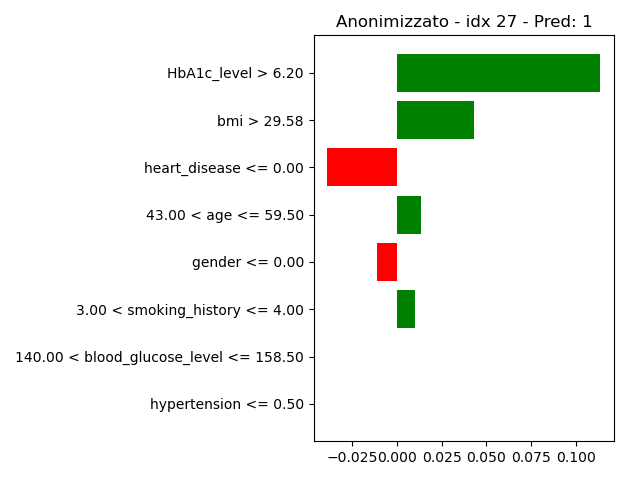 Anonimizzato - idx 27 - Pred: 1
HbA1c_level > 6.20
bmi > 29.58
heart_disease <= 0.00
43.00 < age <= 59.50
gender <= 0.00
3.00 < smoking_history <= 4.00
140.00 < blood_glucose_level <= 158.50
hypertension <= 0.50
−0.025 0.000 0.025 0.050 0.075 0.100